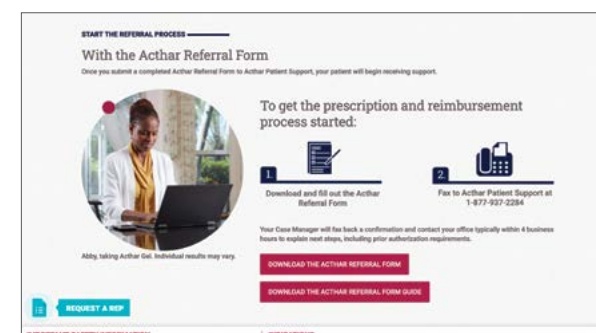 START THE REFERRAL PROCESS
With the Acthar Referral Form
Once you submit a completed Acthar Referral Form to Acthar Patient Support, your patient will begin receiving support.
To get the prescription and reimbursement
process started:
1.
Download and fill out the Acthar
Referral Form
2.
Fax to Acthar Patient Support at
1-877-937-2284
Your Case Manager will fax back a confirmation and contact your office typically within 4 business
hours to explain next steps, including prior authorization requirements.
Abby, taking Acthar Gel. Individual results may vary.
DOWNLOAD THE ACTHAR REFERRAL FORM
DOWNLOAD THE ACTHAR REFERRAL FORM GUIDE
REQUEST A REP